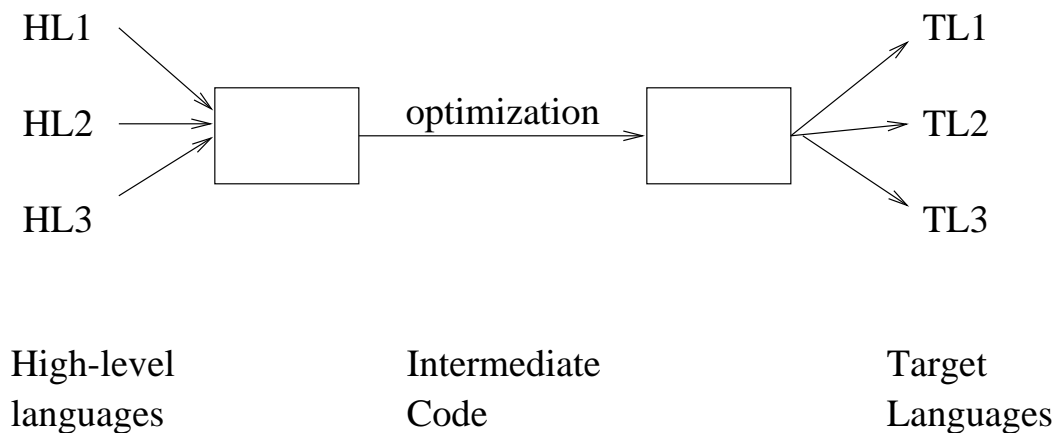 HL1
TL1
optimization
HL2
TL2
HL3
TL3
High-level
languages
Intermediate
Code
Target
Languages